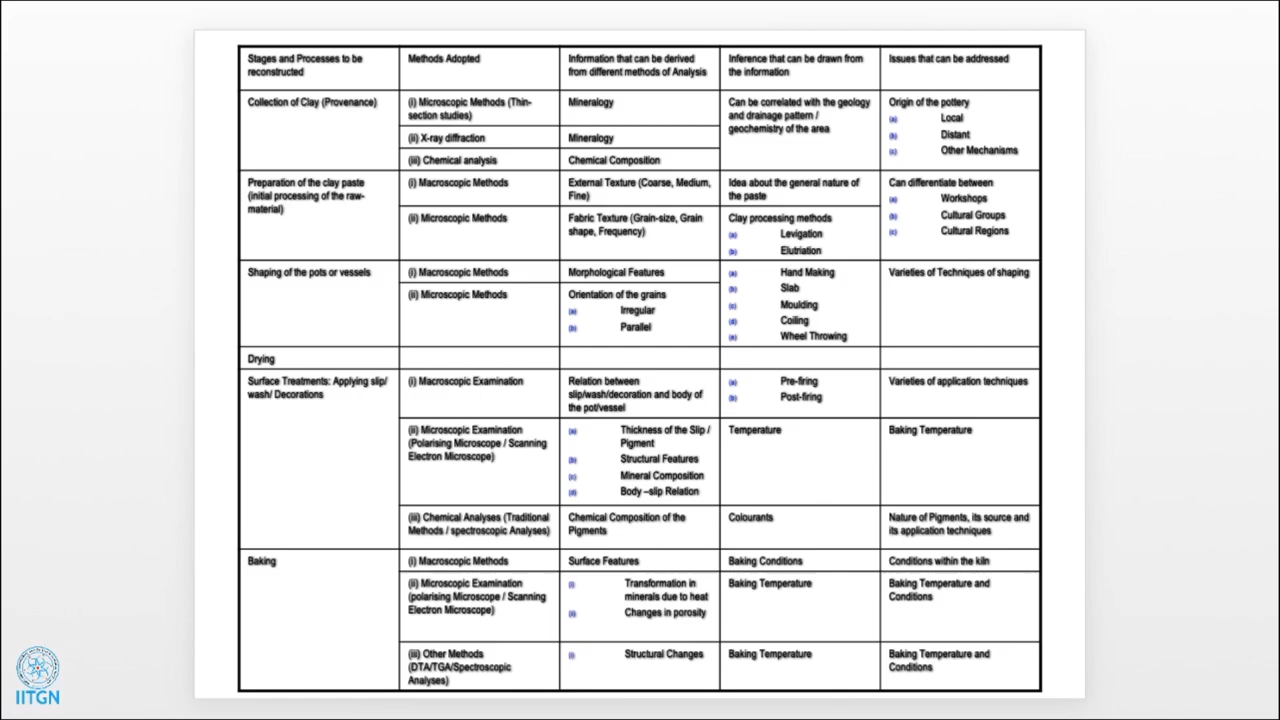 Stages and Processes to be
reconstructed
Methods Adopted
Information that can be derived
from different methods of Analysis
Inference that can be drawn from
the information
Issues that can be addressed
Collection of Clay (Provenance)
(i) Microscopic Methods (Thin-
section studies)
Mineralogy
(ii) X-ray diffraction
Mineralogy
(iii) Chemical analysis
Chemical Composition
Can be correlated with the geology
and drainage pattern /
geochemistry of the area
Origin of the pottery
(a) Local
(b) Distant
(c) Other Mechanisms
Preparation of the clay paste
(initial processing of the raw-
material)
(i) Macroscopic Methods
External Texture (Coarse, Medium,
Fine)
Idea about the general nature of
the paste
(ii) Microscopic Methods
Fabric Texture (Grain-size, Grain
shape, Frequency)
Clay processing methods
(a) Levigation
(b) Elutriation
Can differentiate between
(a) Workshops
(b) Cultural Groups
(c) Cultural Regions
Shaping of the pots or vessels
(i) Macroscopic Methods
Morphological Features
(ii) Microscopic Methods
Orientation of the grains
(a) Irregular
(b) Parallel
(a) Hand Making
(b) Slab
(c) Moulding
(d) Coiling
(e) Wheel Throwing
Varieties of Techniques of shaping
Drying
Surface Treatments: Applying slip/
wash/ Decorations
(i) Macroscopic Examination
Relation between
slip/wash/decoration and body of
the pot/vessel
(a) Pre-firing
(b) Post-firing
Varieties of application techniques
(ii) Microscopic Examination
(Polarising Microscope / Scanning
Electron Microscope)
(a) Thickness of the Slip /
Pigment
(b) Structural Features
(c) Mineral Composition
(d) Body –slip Relation
Temperature
Baking Temperature
(iii) Chemical Analyses (Traditional
Methods / spectroscopic Analyses)
Chemical Composition of the
Pigments
Colourants
Nature of Pigments, its source and
its application techniques
Baking
(i) Macroscopic Methods
Surface Features
Baking Conditions
Conditions within the kiln
(ii) Microscopic Examination
(polarising Microscope / Scanning
Electron Microscope)
(i) Transformation in
minerals due to heat
(ii) Changes in porosity
Baking Temperature
Baking Temperature and
Conditions
(iii) Other Methods
(DTA/TGA/Spectroscopic
Analyses)
(i) Structural Changes
Baking Temperature
Baking Temperature and
Conditions
IITGN